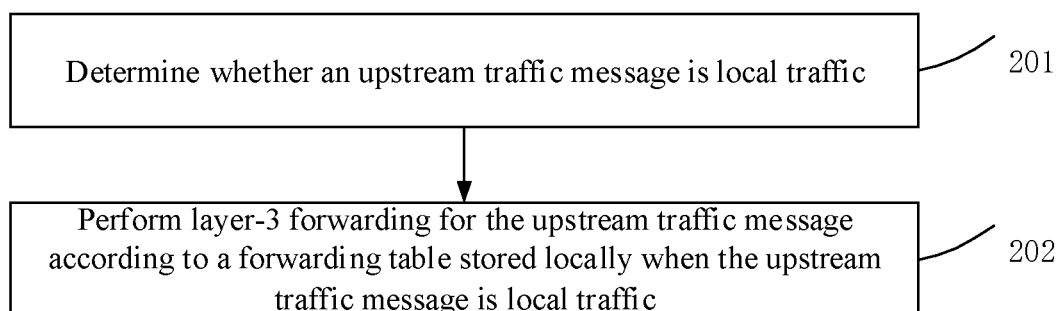 Determine whether an upstream traffic message is local traffic
201
Perform layer-3 forwarding for the upstream traffic message
according to a forwarding table stored locally when the upstream
traffic message is local traffic
202